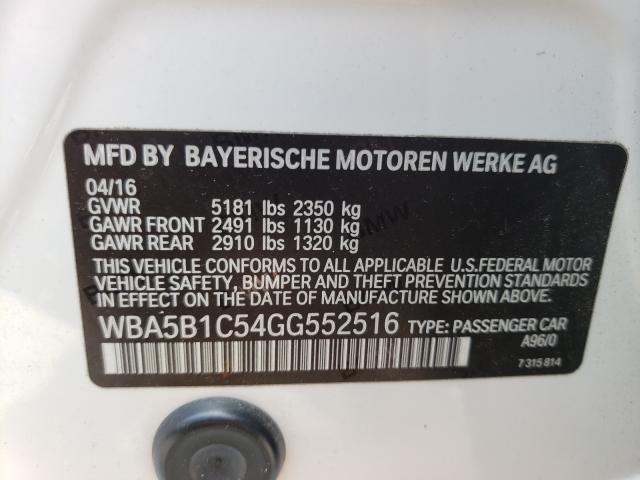 MFD BY BAYERISCHE MOTOREN WERKE AG
04/16
GVWR 5181 lbs 2350 kg
GAWR FRONT 2491 lbs 1130 kg
GAWR REAR 2910 lbs 1320 kg
THIS VEHICLE CONFORMS TO ALL APPLICABLE U.S.FEDERAL MOTOR
VEHICLE SAFETY, BUMPER AND THEFT PREVENTION STANDARDS
IN EFFECT ON THE DATE OF MANUFACTURE SHOWN ABOVE.
WBA5B1C54GG552516 TYPE: PASSENGER CAR
A96/0
7 315 814